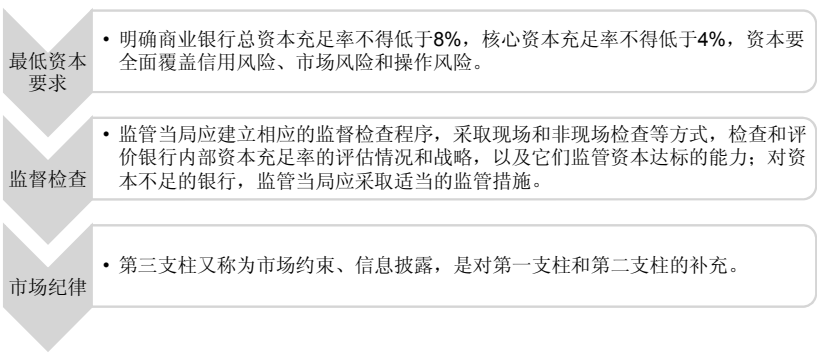 最低资本
要求
• 明确商业银行总资本充足率不得低于8%，核心资本充足率不得低于4%，资本要
全面覆盖信用风险、市场风险和操作风险。
监督检查
• 监管当局应建立相应的监督检查程序，采取现场和非现场检查等方式，检查和评
价银行内部资本充足率的评估情况和战略，以及它们监管资本达标的能力；对资
本不足的银行，监管当局应采取适当的监管措施。
市场纪律
• 第三支柱又称为市场约束、信息披露，是对第一支柱和第二支柱的补充。